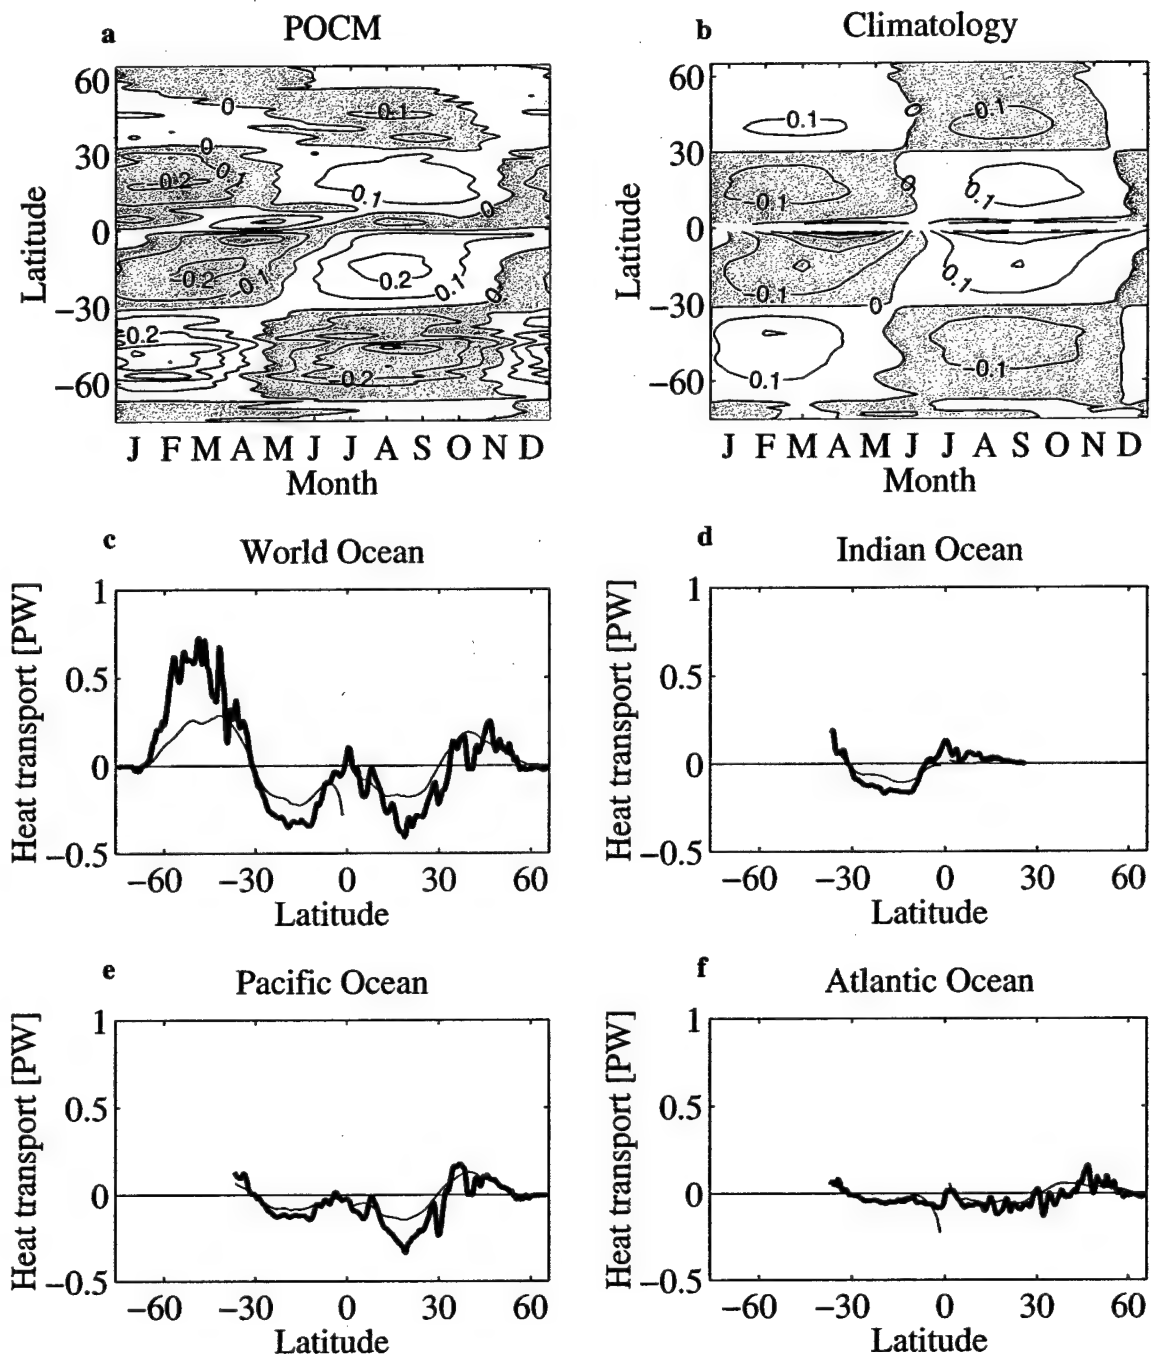 a POCM
60
30
0
−30
−60
Latitude
0
−0.1
0
−0.2
0.1
0.1
0
−0.2
0.1
0.2
0.1
0
0.2
−0.2
J F M A M J J A S O N D
Month
b Climatology
60
30
0
−30
−60
Latitude
0.1
0
−0.1
−0.1
0
0.1
−0.1
0.1
0
0.1
−0.1
J F M A M J J A S O N D
Month
c World Ocean
Heat transport [PW]
1
0.5
0
−0.5
−60 −30 0 30 60
Latitude
d Indian Ocean
Heat transport [PW]
1
0.5
0
−0.5
−60 −30 0 30 60
Latitude
e Pacific Ocean
Heat transport [PW]
1
0.5
0
−0.5
−60 −30 0 30 60
Latitude
f Atlantic Ocean
Heat transport [PW]
1
0.5
0
−0.5
−60 −30 0 30 60
Latitude